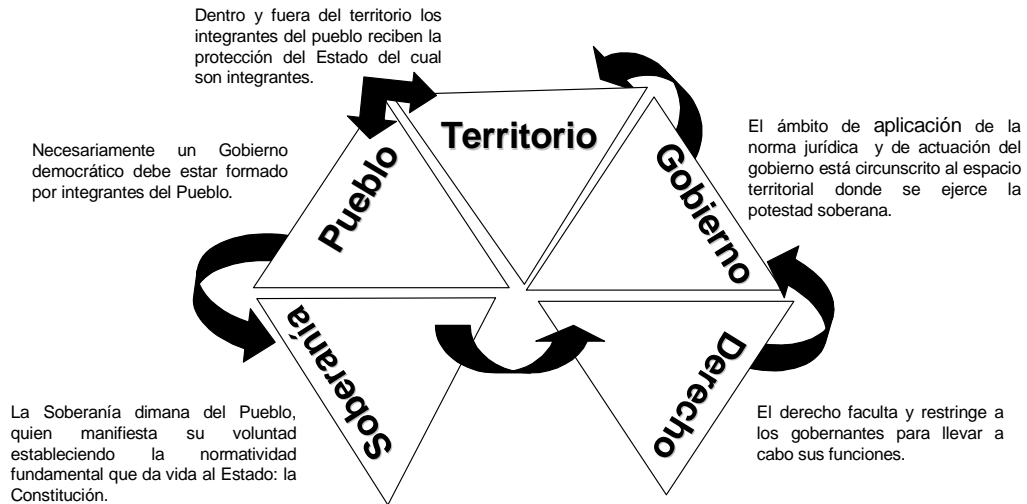 Dentro y fuera del territorio los
integrantes del pueblo reciben la
protección del Estado del cual
son integrantes.
Territorio
Pueblo
Gobierno
Necesariamente un Gobierno
democrático debe estar formado
por integrantes del Pueblo.
El ámbito de aplicación de la
norma jurídica y de actuación del
gobierno está circunscrito al espacio
territorial donde se ejerce la
potestad soberana.
Soberanía
Derecho
La Soberanía dimana del Pueblo,
quien manifiesta su voluntad
estableciendo la normatividad
fundamental que da vida al Estado: la
Constitución.
El derecho faculta y restringe a
los gobernantes para llevar a
cabo sus funciones.